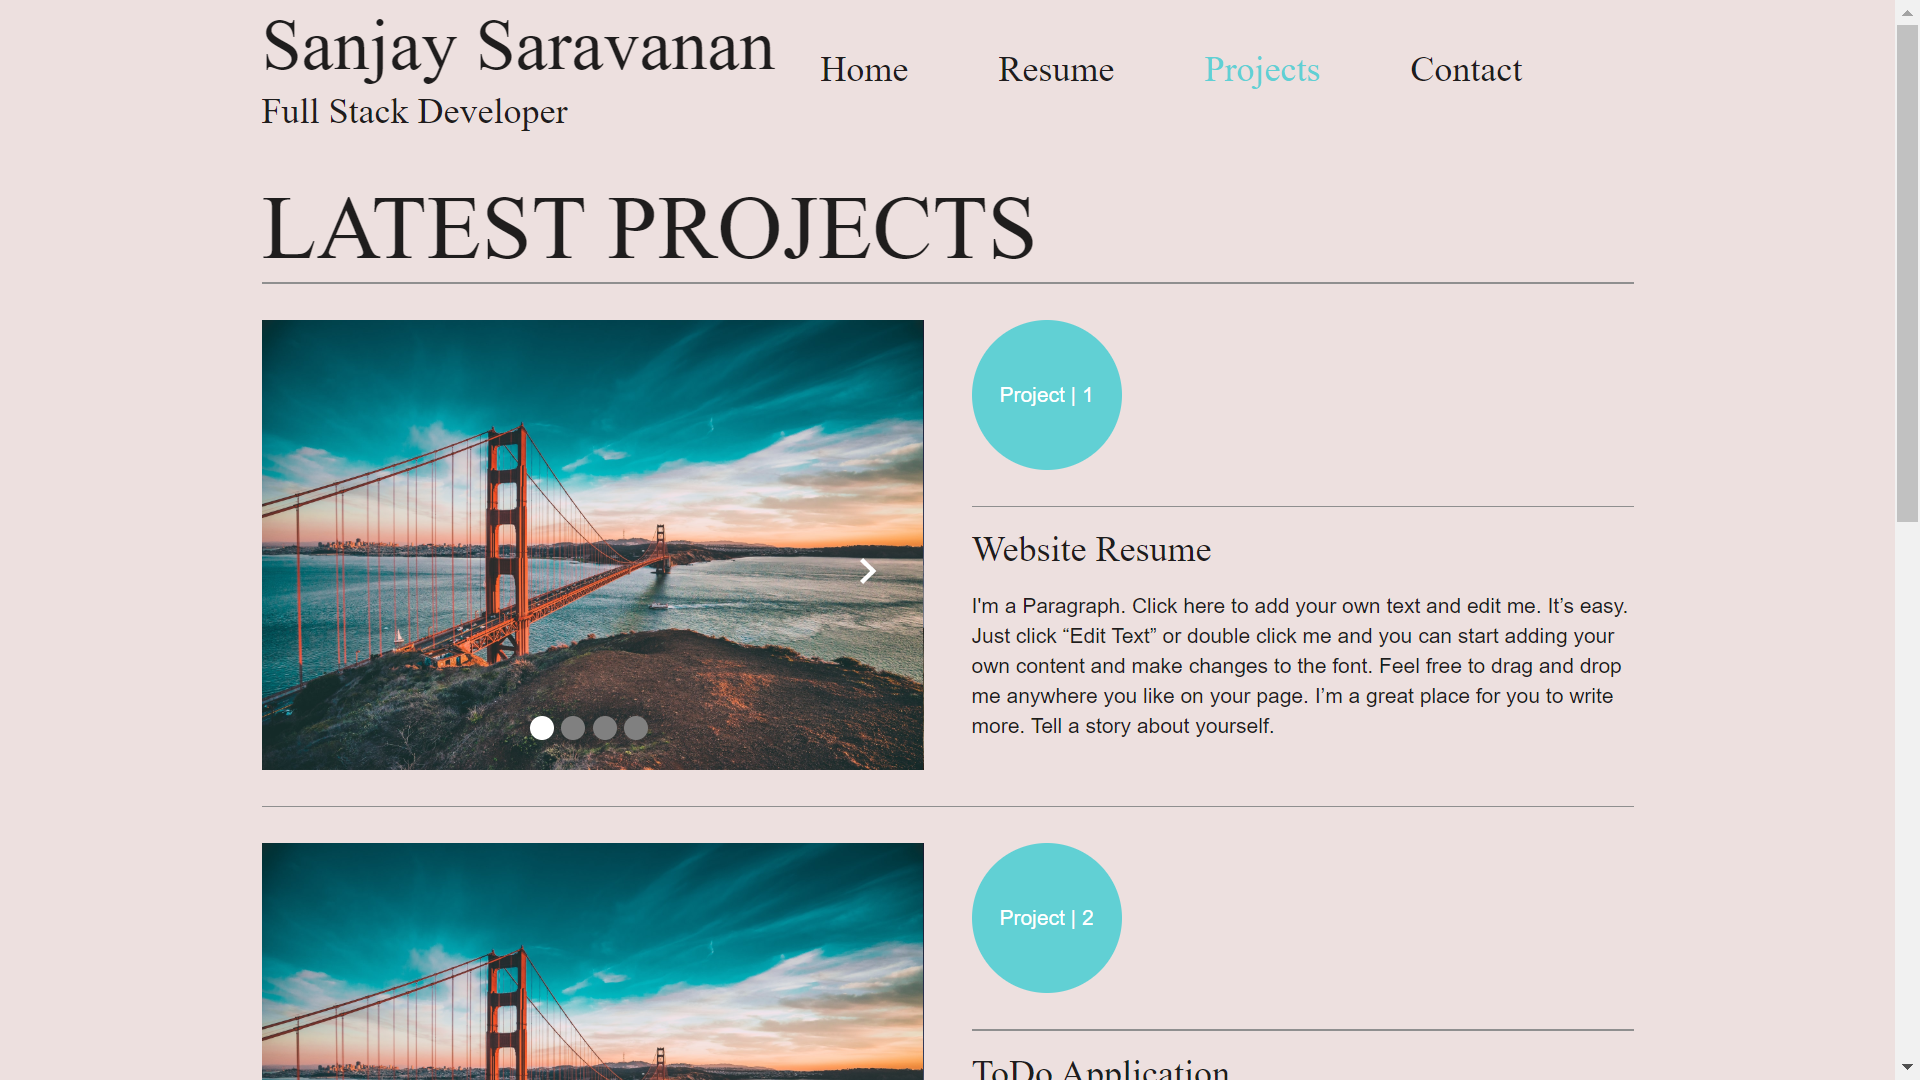 Sanjay Saravanan
Home
Resume
Projects
Contact
Full Stack Developer
LATEST PROJECTS
Project | 1
Website Resume
I'm a Paragraph. Click here to add your own text and edit me. It’s easy.
Just click “Edit Text” or double click me and you can start adding your
own content and make changes to the font. Feel free to drag and drop
me anywhere you like on your page. I’m a great place for you to write
more. Tell a story about yourself.
Project | 2
ToDo Application